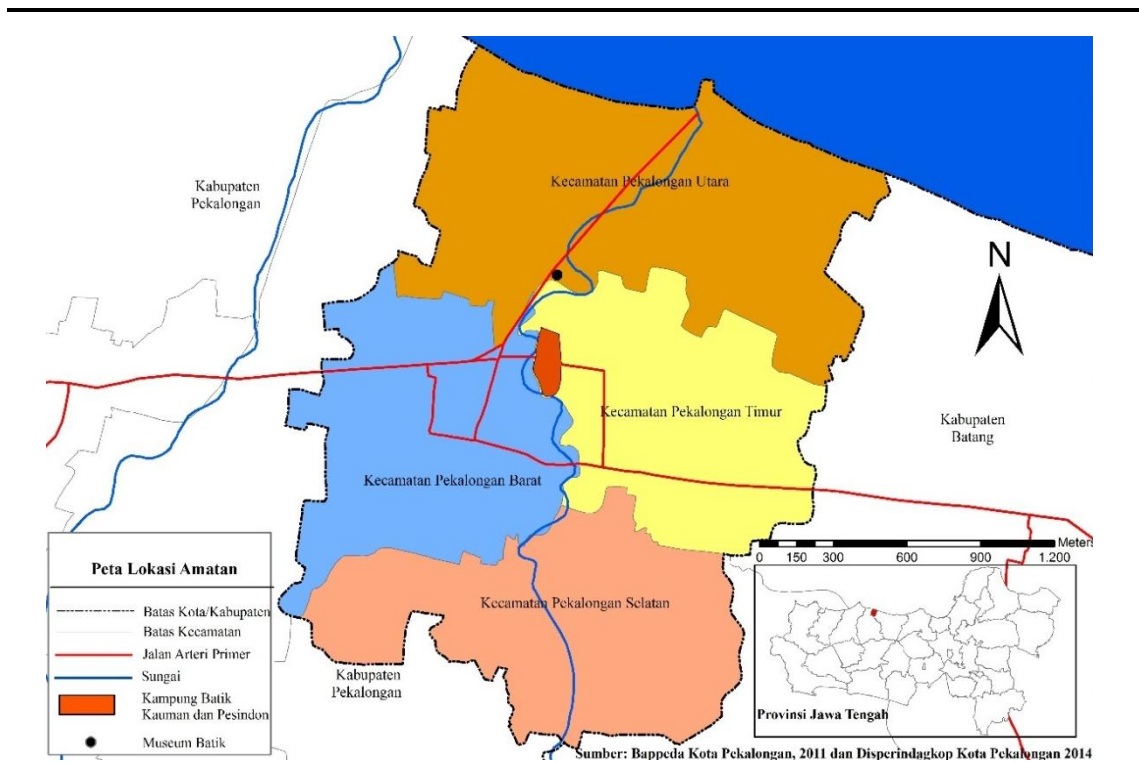 Kecamatan Pekalongan Utara
Kabupaten
Pekalongan
N
Kecamatan Pekalongan Timur
Kabupaten
Batang
Kecamatan Pekalongan Barat
Kecamatan Pekalongan Selatan
Kabupaten
Pekalongan
Peta Lokasi Amatan
Batas Kota/Kabupaten
Batas Kecamatan
Jalan Arteri Primer
Sungai
Kampung Batik
Kauman dan Pesindon
Museum Batik
Meters
0 150 300 600 900 1.200
Provinsi Jawa Tengah
Sumber: Bappeda Kota Pekalongan, 2011 dan Disperindagkop Kota Pekalongan 2014